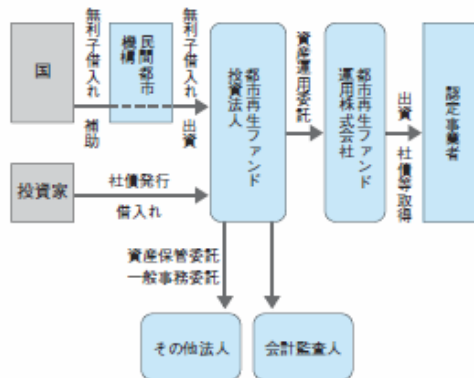 国
無利子借入れ
補助
民間都市
機構
無利子借入れ
出資
都市再生ファンド
投資法人
資産運用委託
都市再生ファンド
運用株式会社
出資
社債等取得
認定事業者
投資家
社債発行
借入れ
資産保管委託
一般事務委託
その他法人
会計監査人